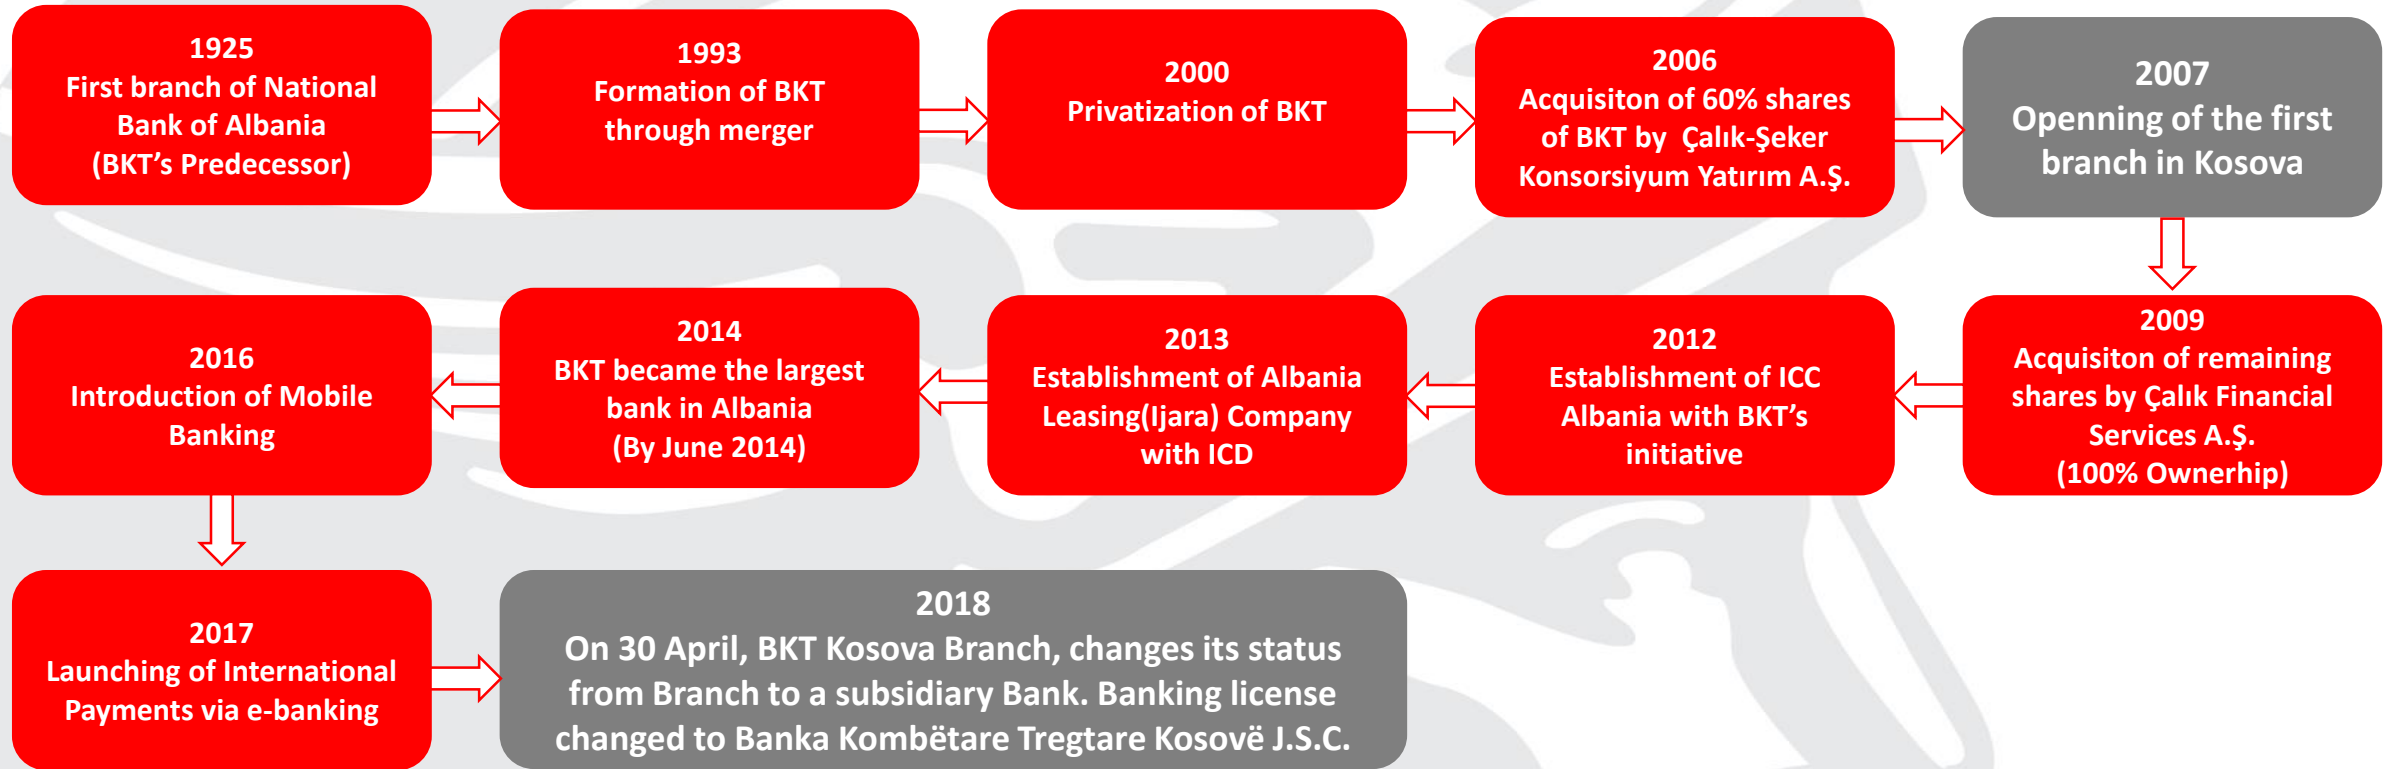 1925
First branch of National
Bank of Albania
(BKT's Predecessor)
1993
Formation of BKT
through merger
2000
Privatization of BKT
2006
Acquisiton of 60% shares
of BKT by Çalık-Şeker
Konsorsiyum Yatırım A.Ş.
2007
Openning of the first
branch in Kosova
2009
Acquisiton of remaining
shares by Çalık Financial
Services A.Ş.
(100% Ownerhip)
2012
Establishment of ICC
Albania with BKT's
initiative
2013
Establishment of Albania
Leasing(Ijara) Company
with ICD
2014
BKT became the largest
bank in Albania
(By June 2014)
2016
Introduction of Mobile
Banking
2017
Launching of International
Payments via e-banking
2018
On 30 April, BKT Kosova Branch, changes its status
from Branch to a subsidiary Bank. Banking license
changed to Banka Kombëtare Tregtare Kosovë J.S.C.